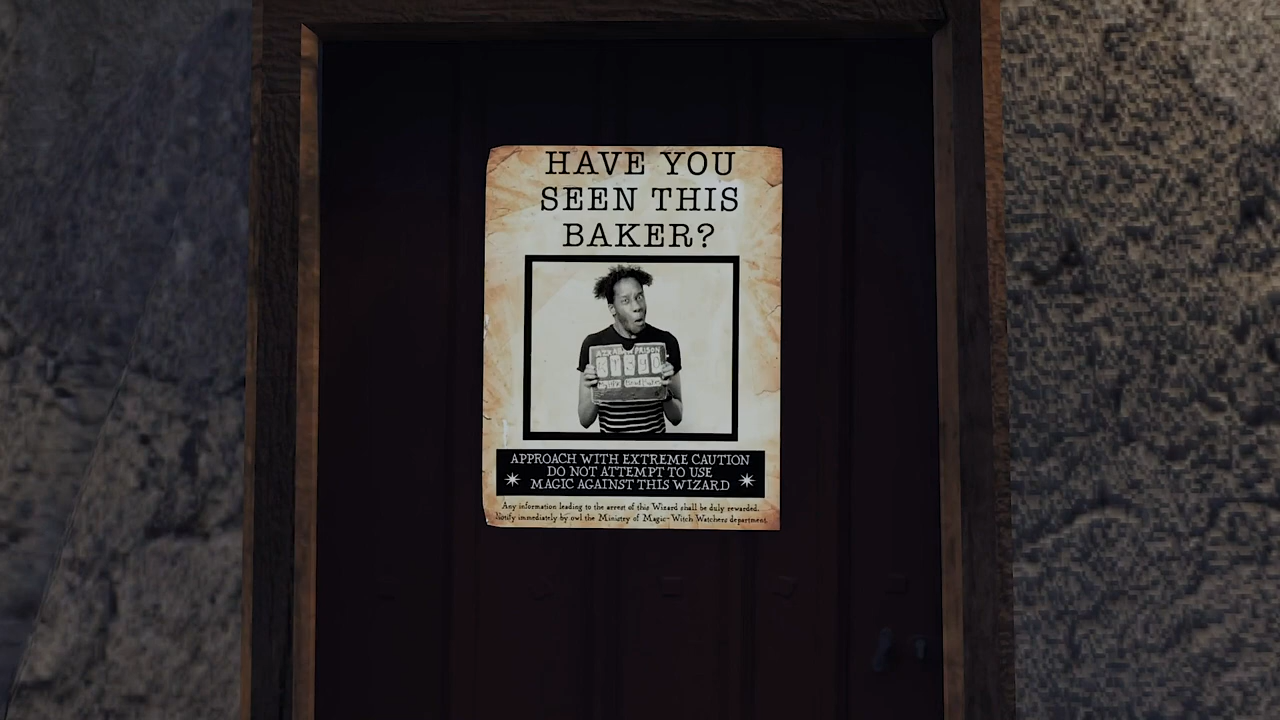 HAVE YOU
SEEN THIS
BAKER?
AZKABAN PRISON
APPROACH WITH EXTREME CAUTION
DO NOT ATTEMPT TO USE
MAGIC AGAINST THIS WIZARD
Any information leading to the arrest of this Wizard shall be duly rewarded.
Notify immediately by owl the Ministry of Magic-Witch Watchers department.